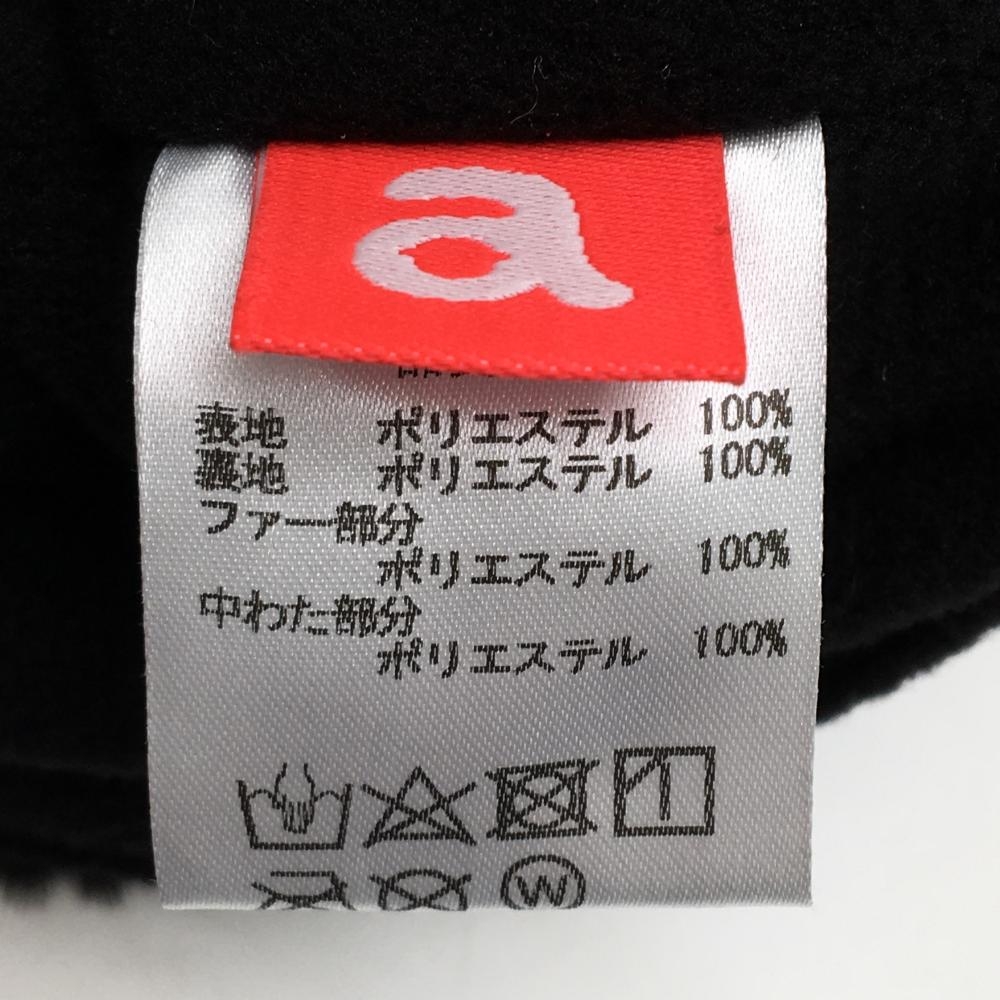 a
表地 ポリエステル 100%
裏地 ポリエステル 100%
ファー部分
ポリエステル 100%
中わた部分
ポリエステル 100%
W